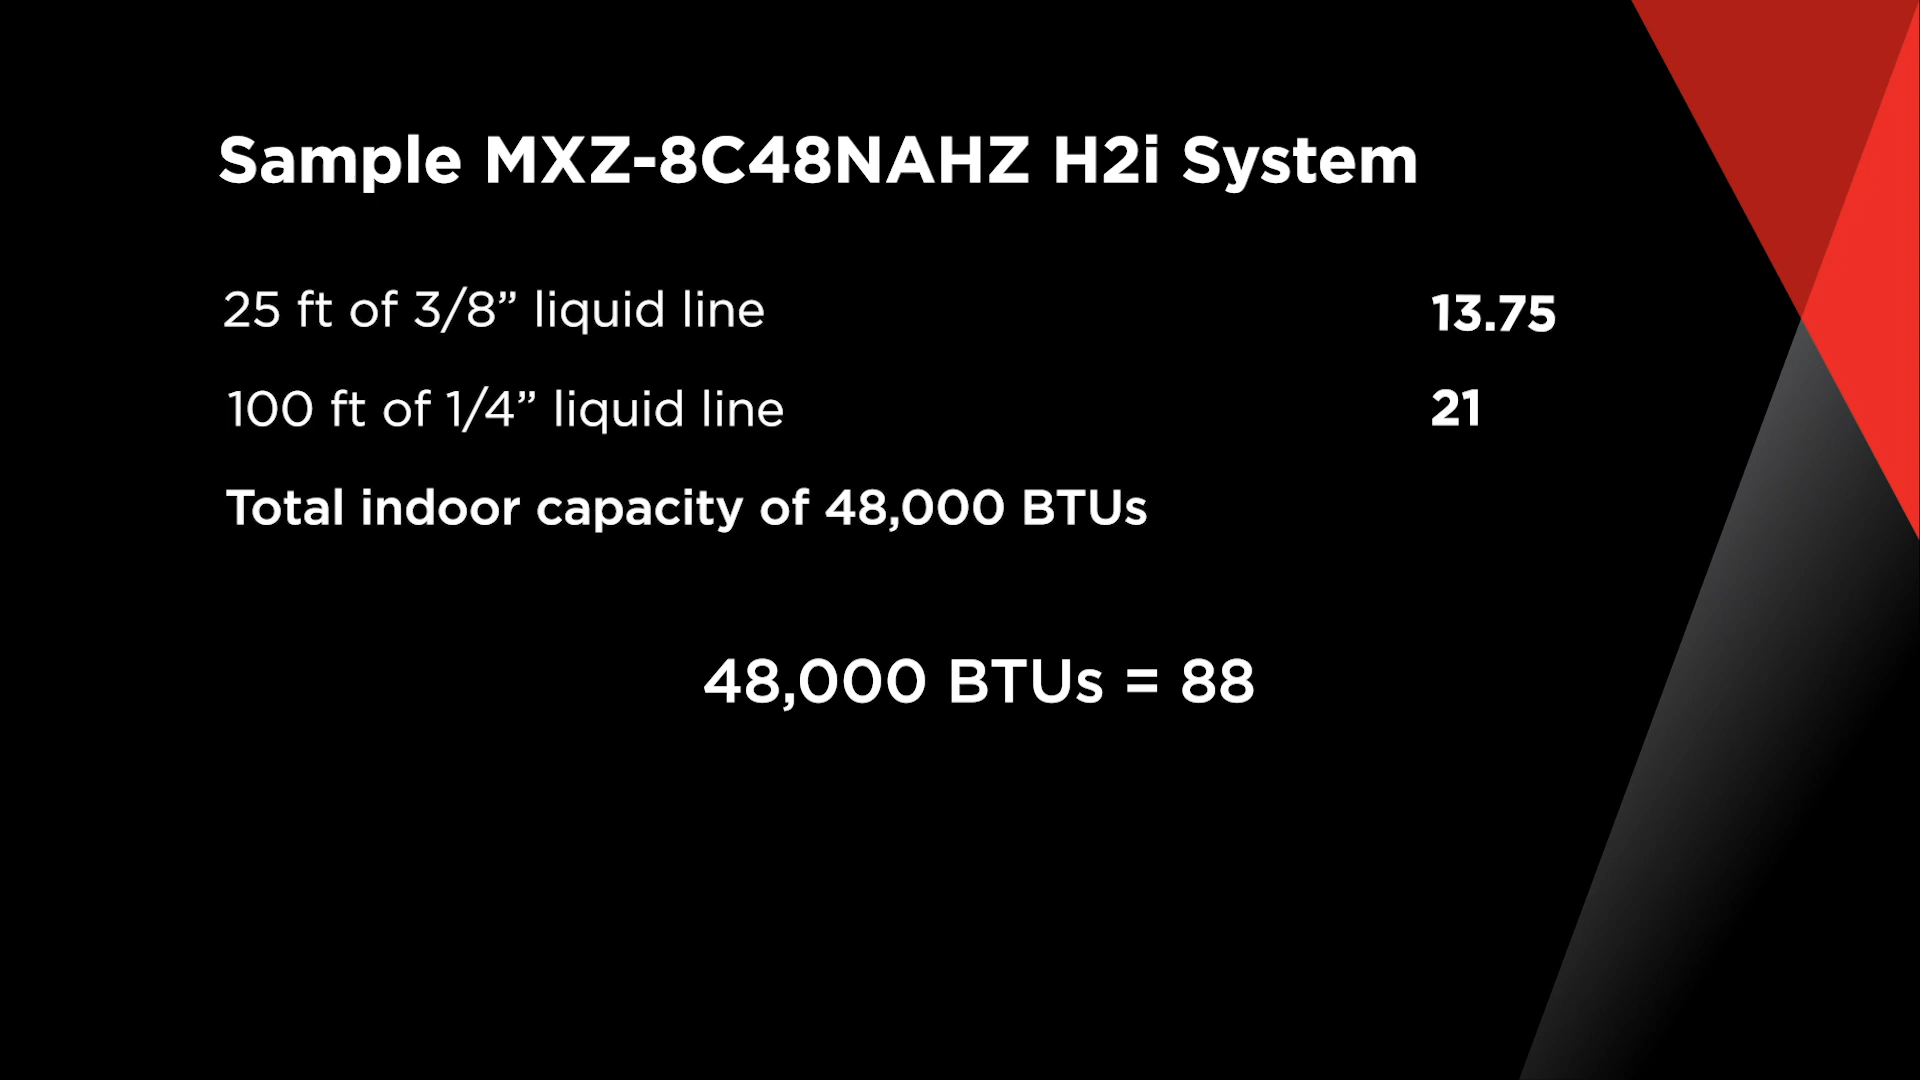 Sample MXZ-8C48NAHZ H2i System
25 ft of 3/8” liquid line 13.75
100 ft of 1/4” liquid line 21
Total indoor capacity of 48,000 BTUs
48,000 BTUs = 88